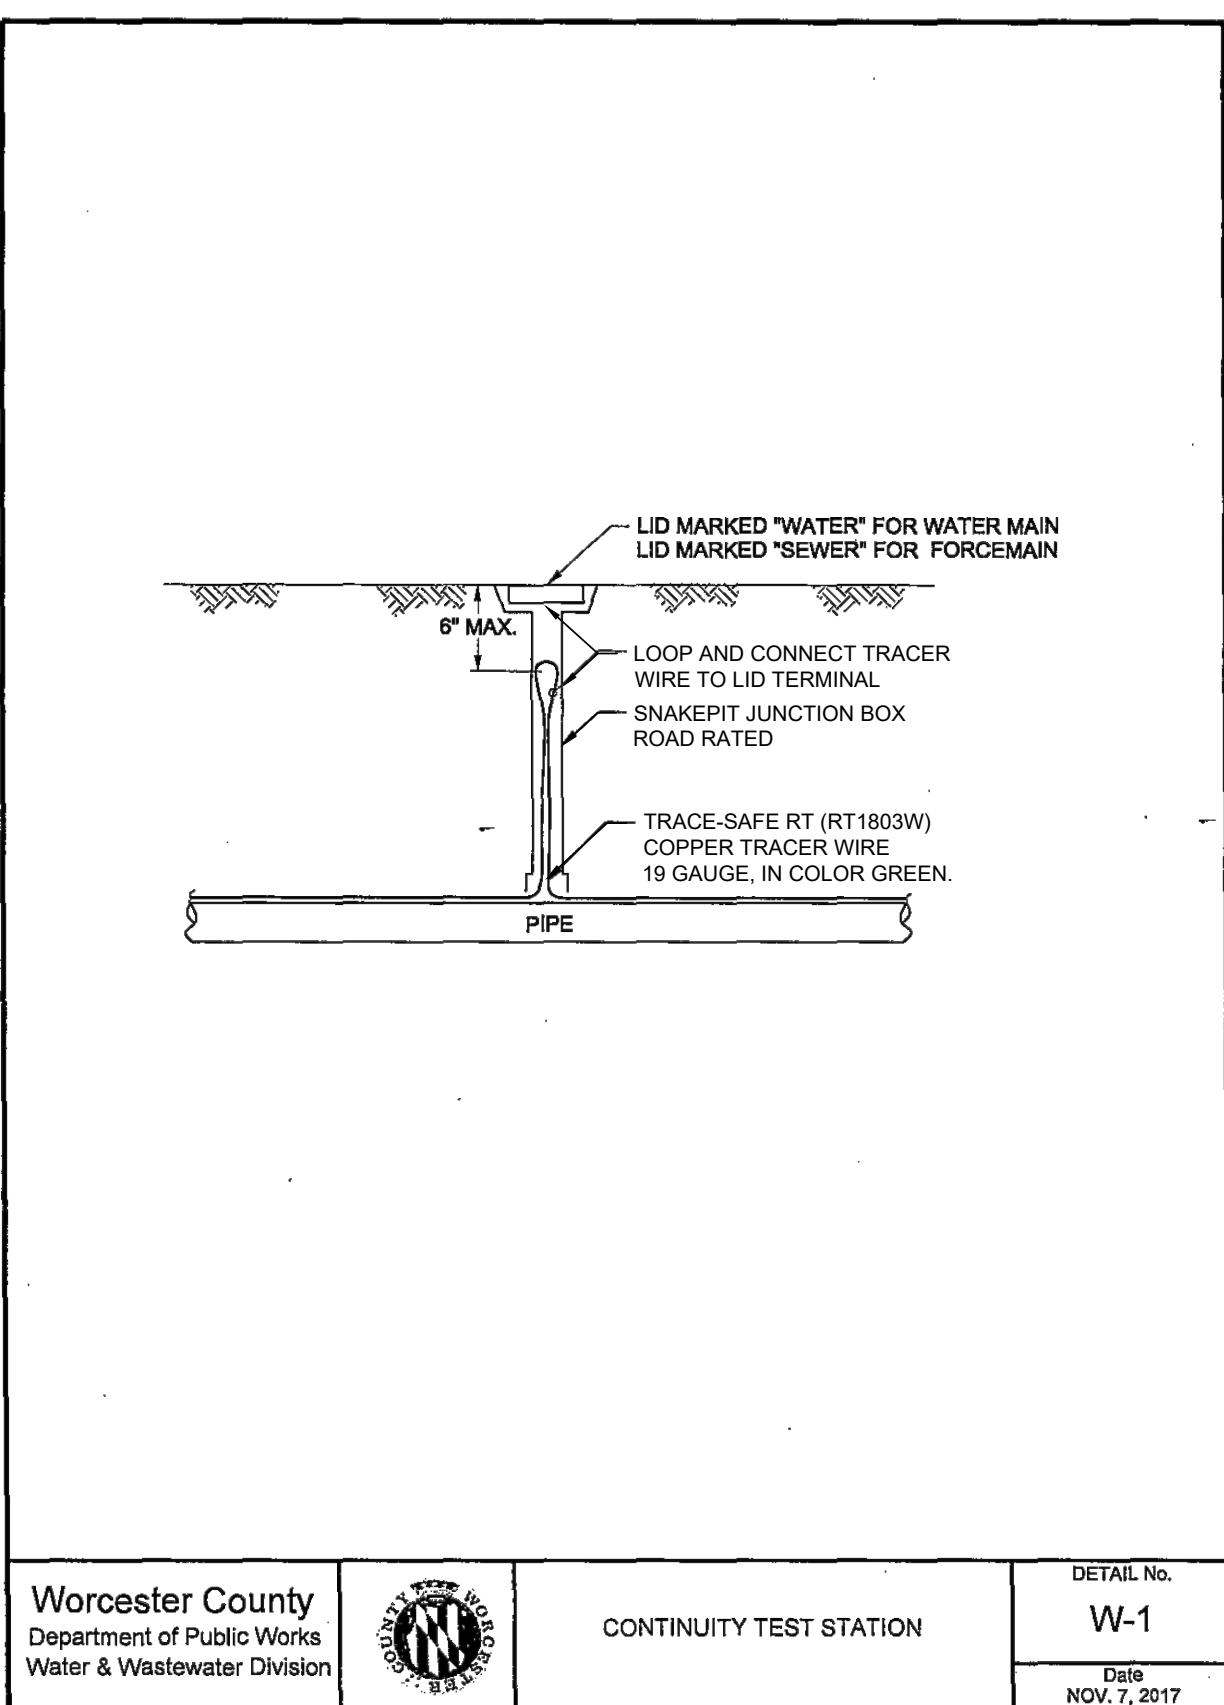 LID MARKED "WATER" FOR WATER MAIN
LID MARKED "SEWER" FOR FORCEMAIN
6" MAX.
LOOP AND CONNECT TRACER
WIRE TO LID TERMINAL
SNAKEPIT JUNCTION BOX
ROAD RATED
TRACE-SAFE RT (RT1803W)
COPPER TRACER WIRE
19 GAUGE, IN COLOR GREEN.
PIPE
Worcester County
Department of Public Works
Water & Wastewater Division
COUNTY
WORCESTER
CONTINUITY TEST STATION
DETAIL No.
W-1
Date
NOV. 7, 2017